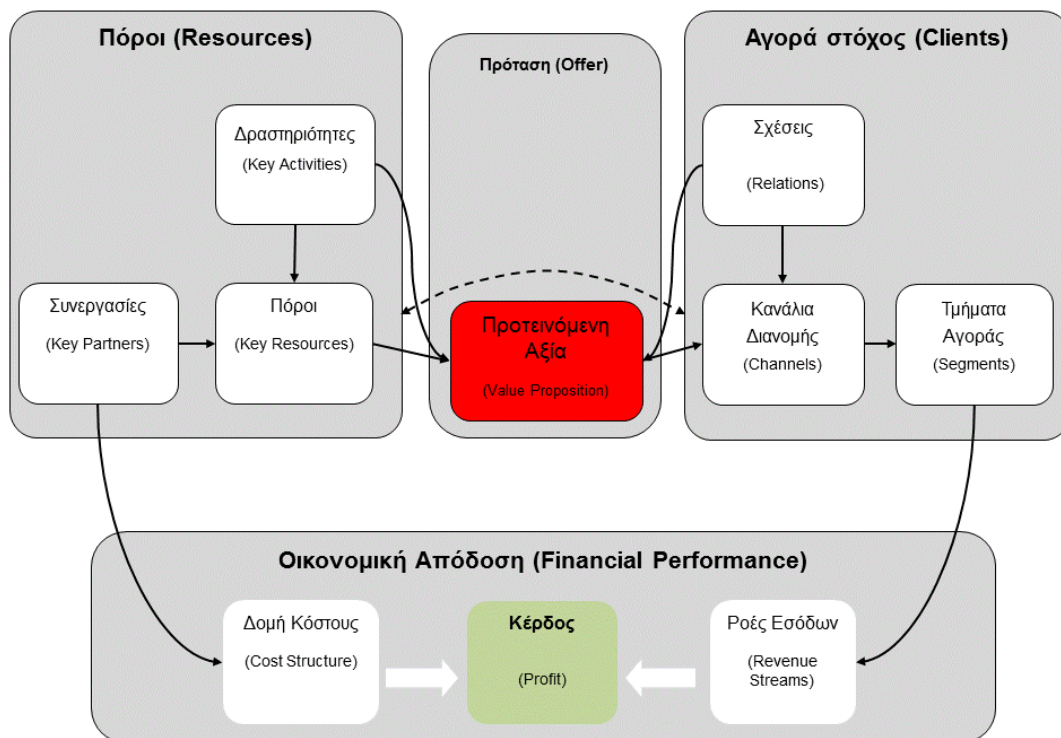 Πόροι (Resources)
Δραστηριότητες
(Key Activities)
Συνεργασίες
(Key Partners)
Πόροι
(Key Resources)
Πρόταση (Offer)
Προτεινόμενη
Αξία
(Value Proposition)
Αγορά στόχος (Clients)
Σχέσεις
(Relations)
Κανάλια
Διανομής
(Channels)
Τμήματα
Αγοράς
(Segments)
Οικονομική Απόδοση (Financial Performance)
Δομή Κόστους
(Cost Structure)
Κέρδος
(Profit)
Ροές Εσόδων
(Revenue
Streams)